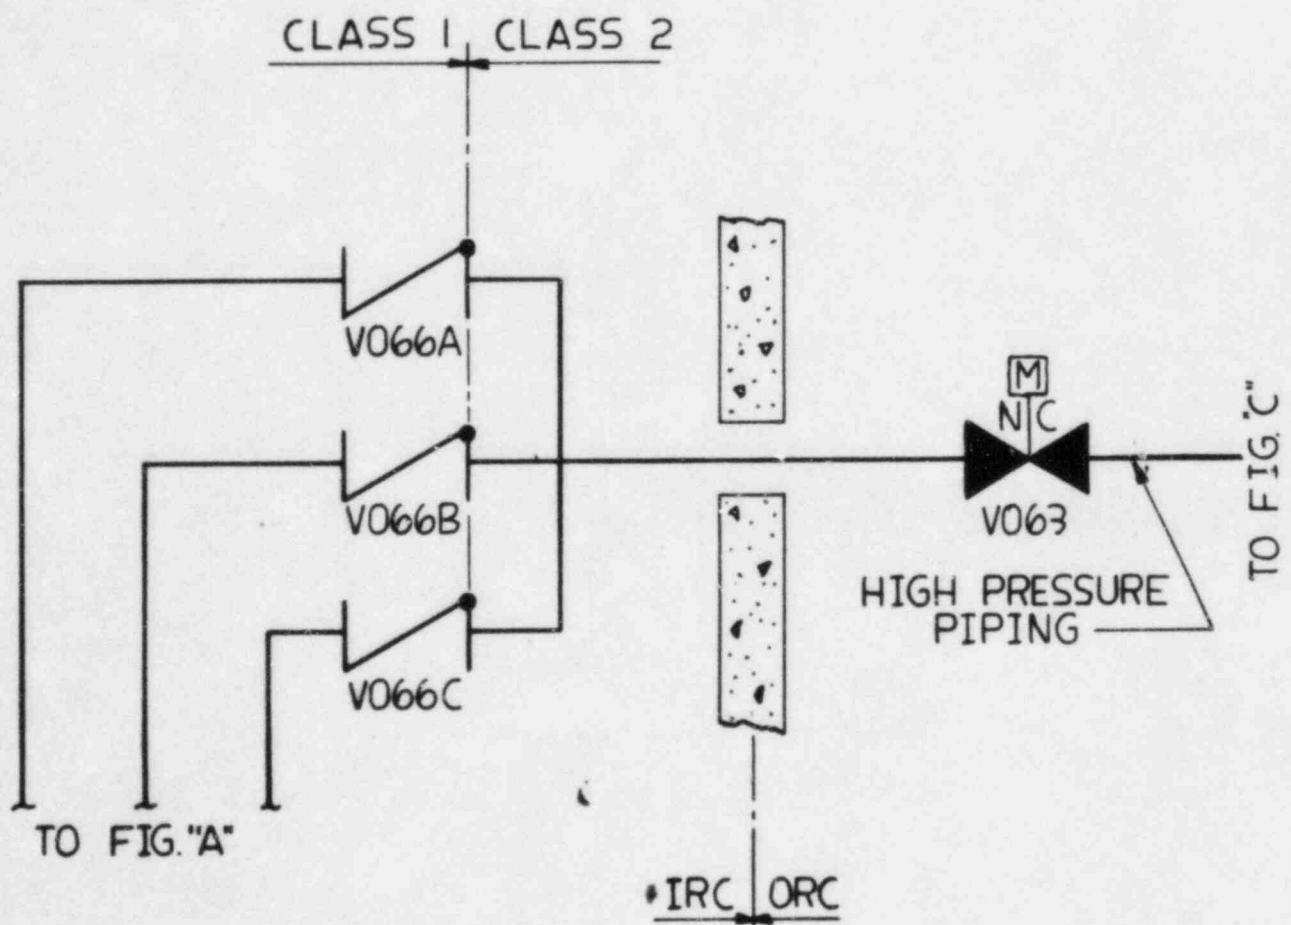 CLASS 1 CLASS 2
V066A
M
N C
V066B
V063
TO FIG. "C"
HIGH PRESSURE
PIPING
V066C
TO FIG. "A"
IRC ORC